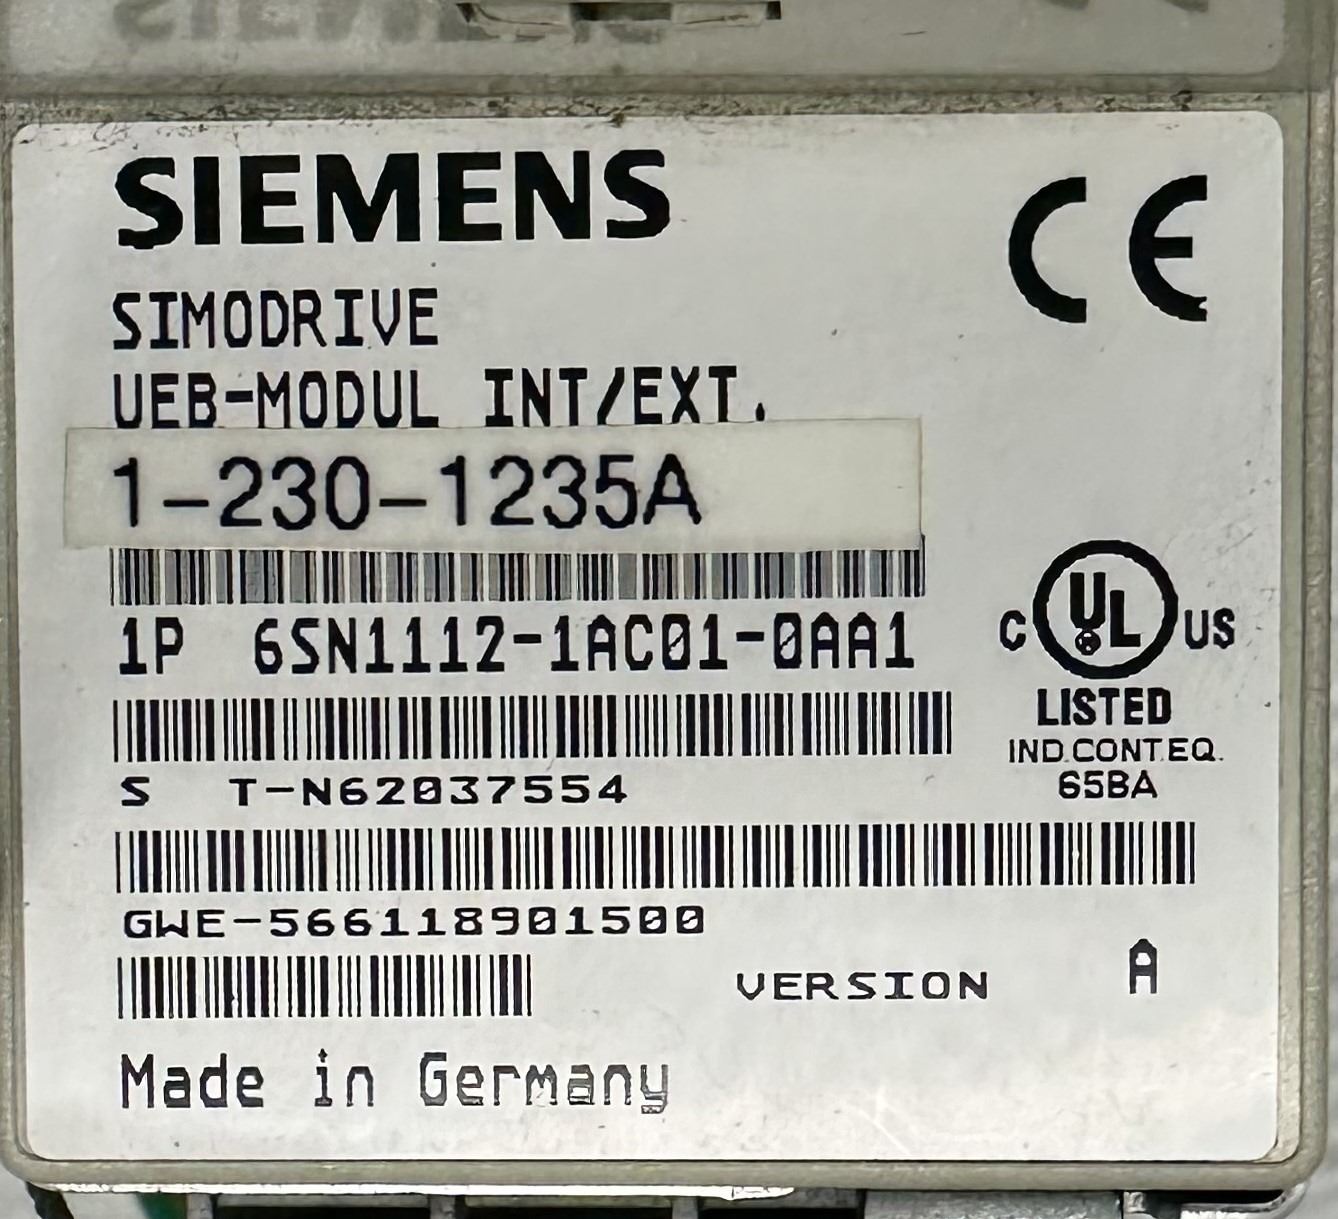 SIEMENS
CE
SIMODRIVE
UEB-MODUL INT/EXT.
1-230-1235A
1P 6SN1112-1AC01-0AA1
C UL US
LISTED
IND.CONT.EQ.
65BA
S T-N62037554
GWE-566118901500
VERSION A
Made in Germany